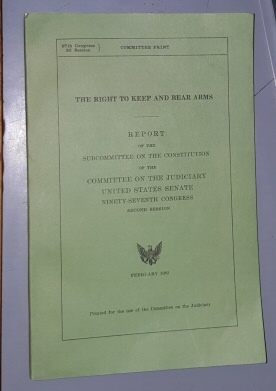 97th Congress
2d Session
COMMITTEE PRINT
THE RIGHT TO KEEP AND BEAR ARMS
REPORT
OF THE
SUBCOMMITTEE ON THE CONSTITUTION
OF THE
COMMITTEE ON THE JUDICIARY
UNITED STATES SENATE
NINETY-SEVENTH CONGRESS
SECOND SESSION
FEBRUARY 1982
Printed for the use of the Committee on the Judiciary